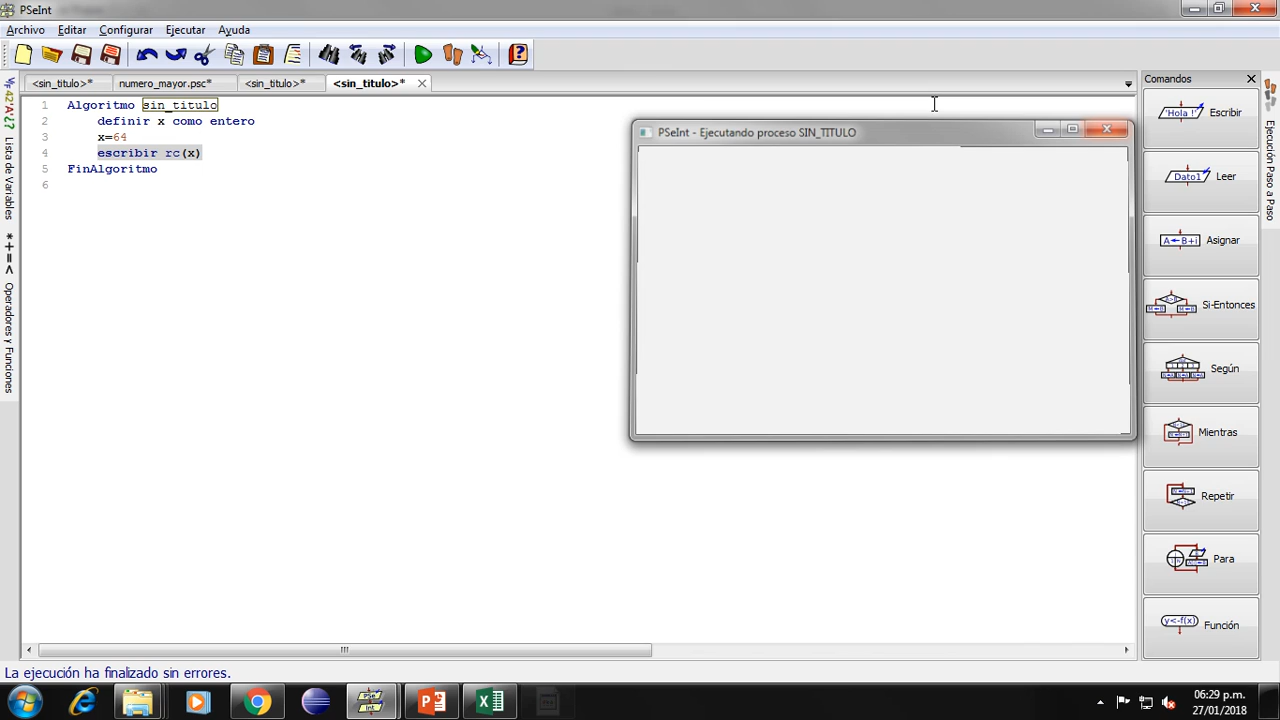 PSeInt
Archivo Editar Configurar Ejecutar Ayuda
<sin_titulo>* numero_mayor.psc* <sin_titulo>* <sin_titulo>*
1 Algoritmo sin_titulo
2 definir x como entero
3 x=64
4 escribir rc(x)
5 FinAlgoritmo
6
Lista de Variables
*+=< Operadores y Funciones
PSeInt - Ejecutando proceso SIN_TITULO
Comandos
'Hola !' Escribir
Dato1 Leer
A←B+i Asignar
Si-Entonces
Según
Mientras
Repetir
Para
y<-f(x) Función
Ejecución Paso a Paso
La ejecución ha finalizado sin errores.
06:29 p.m.
27/01/2018